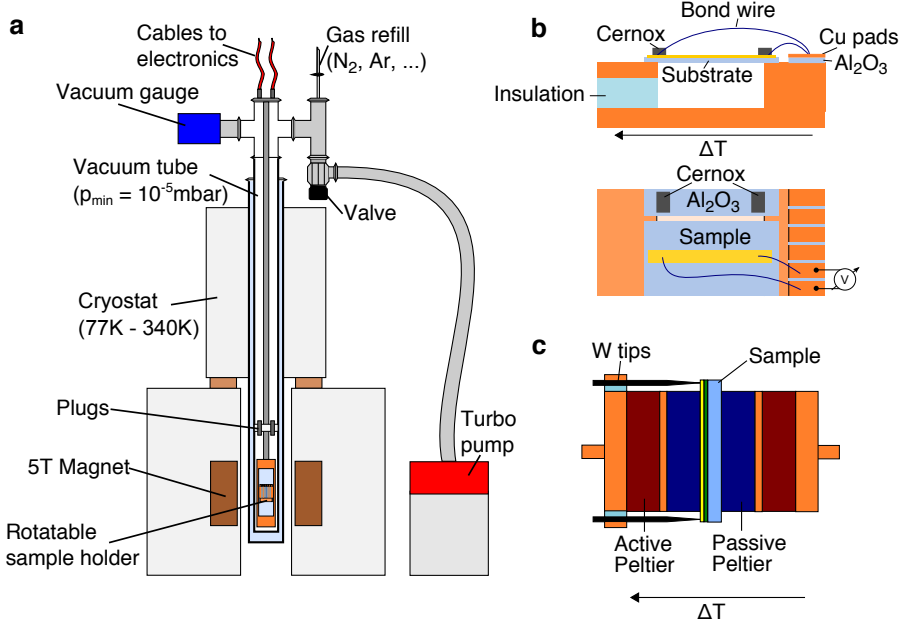 a
Cables to
electronics
Gas refill
(N₂, Ar, ...)
Vacuum gauge
Vacuum tube
(pₘᵢₙ = 10⁻⁵mbar)
Valve
Cryostat
(77K - 340K)
Plugs
5T Magnet
Rotatable
sample holder
Turbo
pump
b
Bond wire
Cernox
Cu pads
Al₂O₃
Substrate
Insulation
ΔT
Cernox
Al₂O₃
Sample
V
c
W tips
Sample
Active
Peltier
Passive
Peltier
ΔT